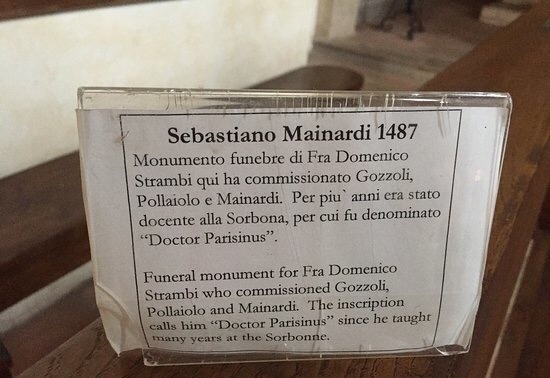 Sebastiano Mainardi 1487
Monumento funebre di Fra Domenico
Strambi qui ha commissionato Gozzoli,
Pollaiolo e Mainardi. Per piu` anni era stato
docente alla Sorbona, per cui fu denominato
“Doctor Parisinus”.
Funeral monument for Fra Domenico
Strambi who commissioned Gozzoli,
Pollaiolo and Mainardi. The inscription
calls him “Doctor Parisinus” since he taught
many years at the Sorbonne.